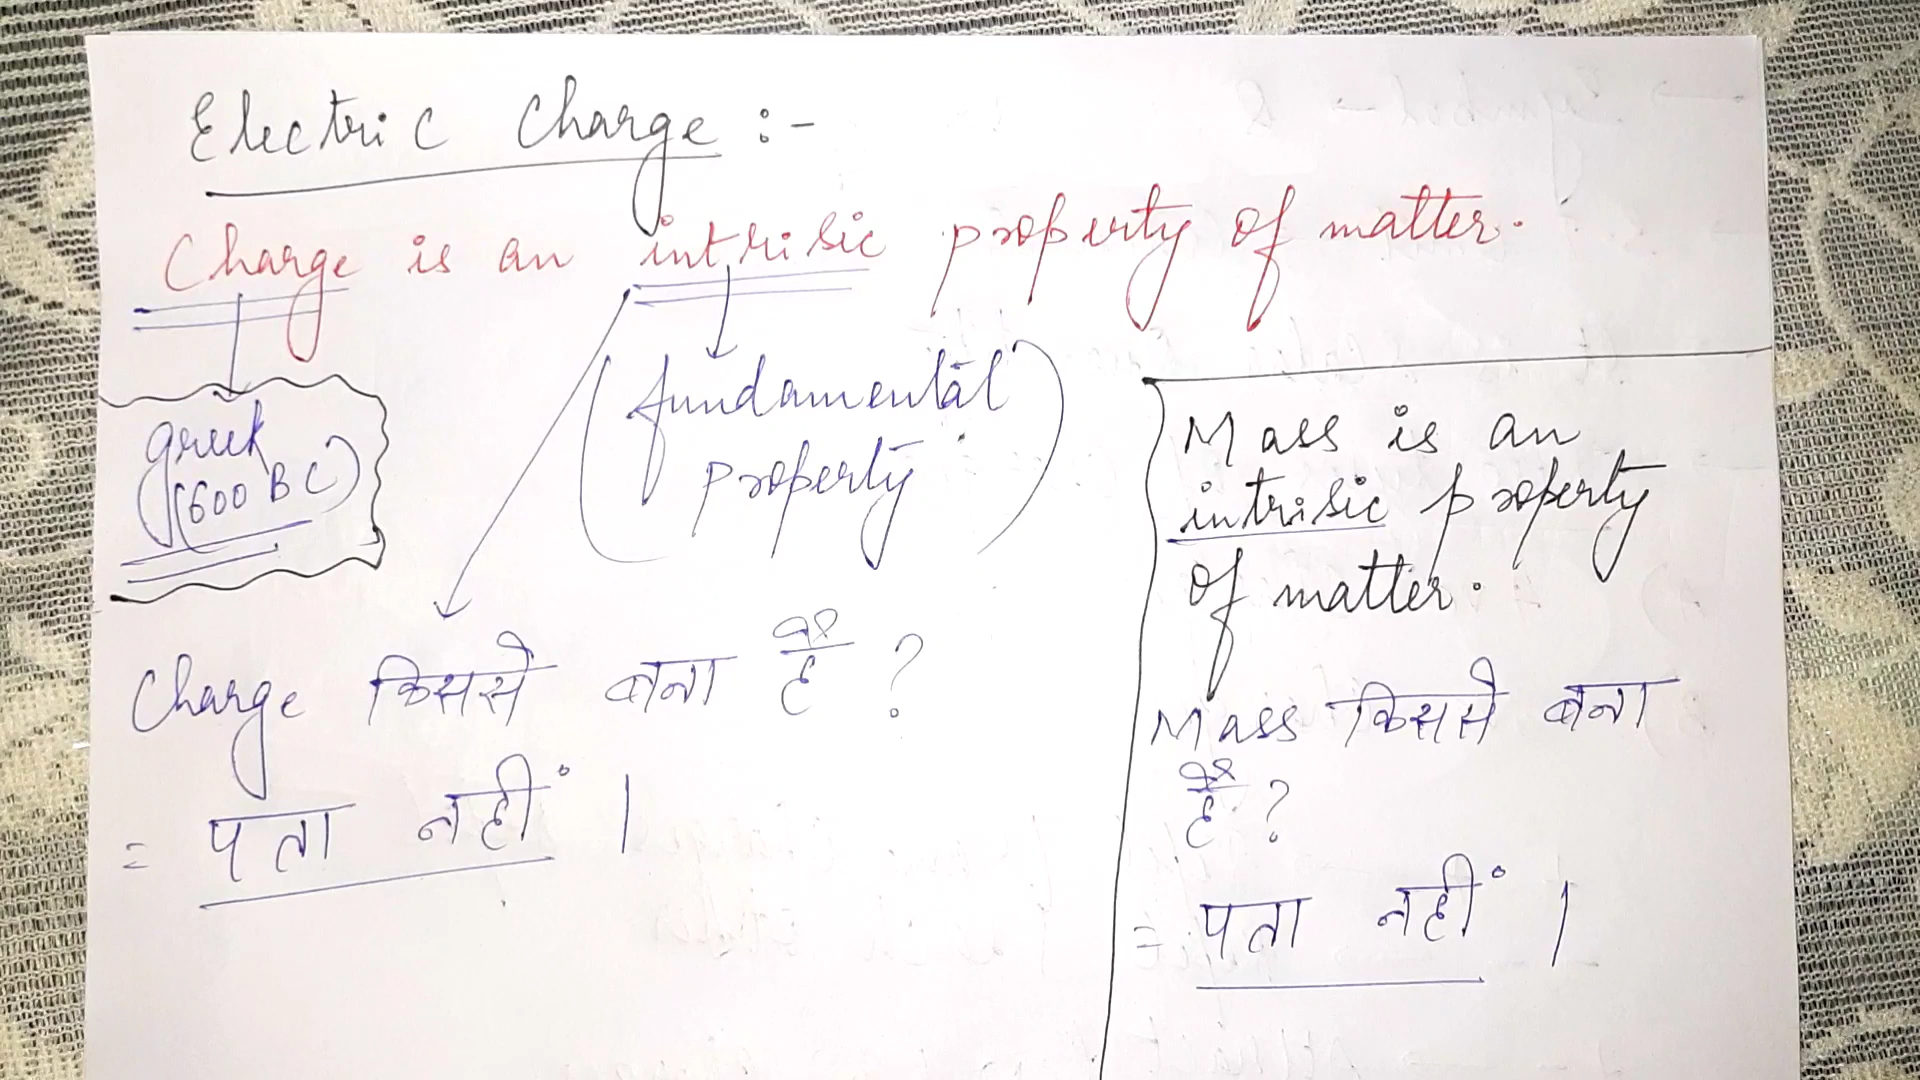 Electric Charge :-
Charge is an intrisic property of matter.
greek
(600 BC)
(fundamental
property)
Charge किससे बना है ?
= पता नहीं ।
Mass is an
intrisic property
of matter.
Mass किससे बना
है ?
= पता नहीं ।